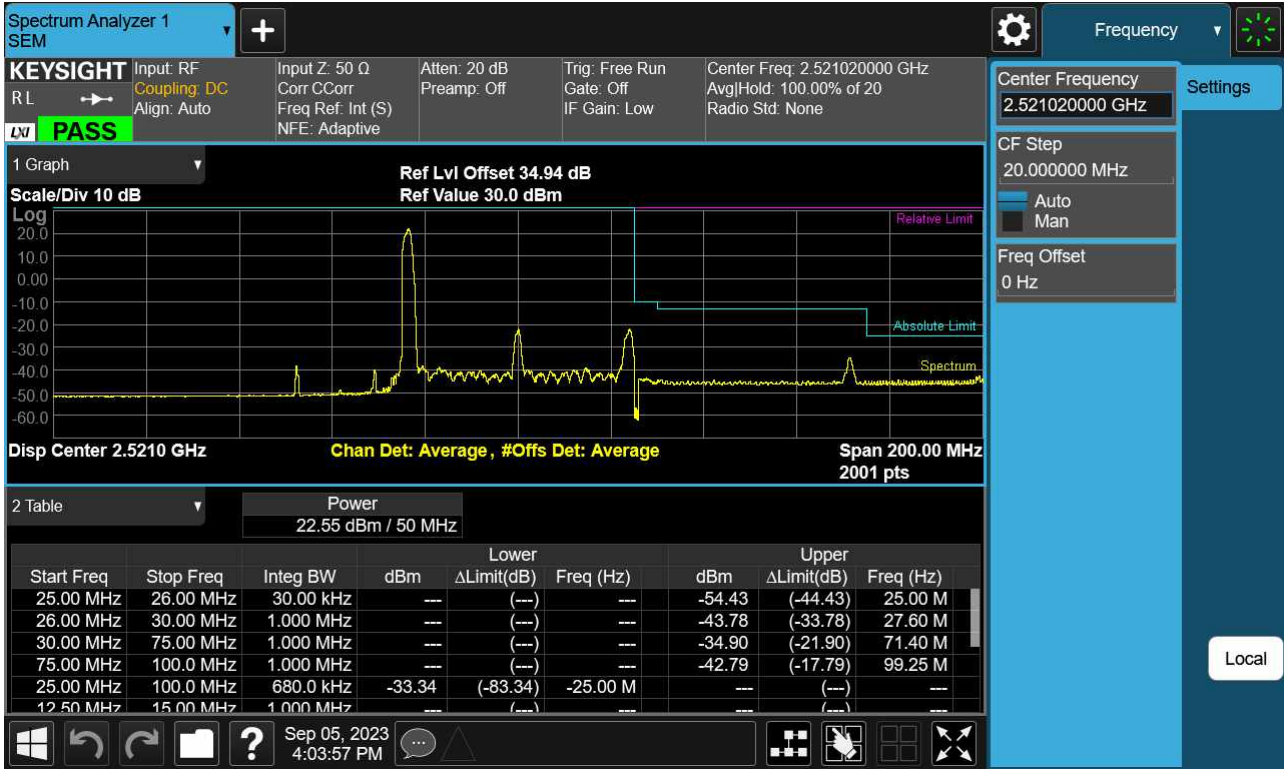 Spectrum Analyzer 1
SEM
Frequency
KEYSIGHT
R L
LXI
PASS
Input: RF
Coupling: DC
Align: Auto
Input Z: 50 Ω
Corr CCorr
Freq Ref: Int (S)
NFE: Adaptive
Atten: 20 dB
Preamp: Off
Trig: Free Run
Gate: Off
IF Gain: Low
Center Freq: 2.521020000 GHz
Avg|Hold: 100.00% of 20
Radio Std: None
Center Frequency
2.521020000 GHz
Settings
CF Step
20.000000 MHz
Auto
Man
Freq Offset
0 Hz
1 Graph
Ref Lvl Offset 34.94 dB
Scale/Div 10 dB
Ref Value 30.0 dBm
Log
20.0
10.0
0.00
-10.0
-20.0
-30.0
-40.0
-50.0
-60.0
Relative Limit
Absolute Limit
Spectrum
Disp Center 2.5210 GHz
Chan Det: Average , #Offs Det: Average
Span 200.00 MHz
2001 pts
2 Table
Power
22.55 dBm / 50 MHz
Lower Upper
Start Freq Stop Freq Integ BW dBm ΔLimit(dB) Freq (Hz) dBm ΔLimit(dB) Freq (Hz)
25.00 MHz 26.00 MHz 30.00 kHz --- (---) --- -54.43 (-44.43) 25.00 M
26.00 MHz 30.00 MHz 1.000 MHz --- (---) --- -43.78 (-33.78) 27.60 M
30.00 MHz 75.00 MHz 1.000 MHz --- (---) --- -34.90 (-21.90) 71.40 M
75.00 MHz 100.0 MHz 1.000 MHz --- (---) --- -42.79 (-17.79) 99.25 M
25.00 MHz 100.0 MHz 680.0 kHz -33.34 (-83.34) -25.00 M --- (---) ---
12.50 MHz 15.00 MHz 1.000 MHz --- (---) --- --- (---) ---
Local
Sep 05, 2023
4:03:57 PM